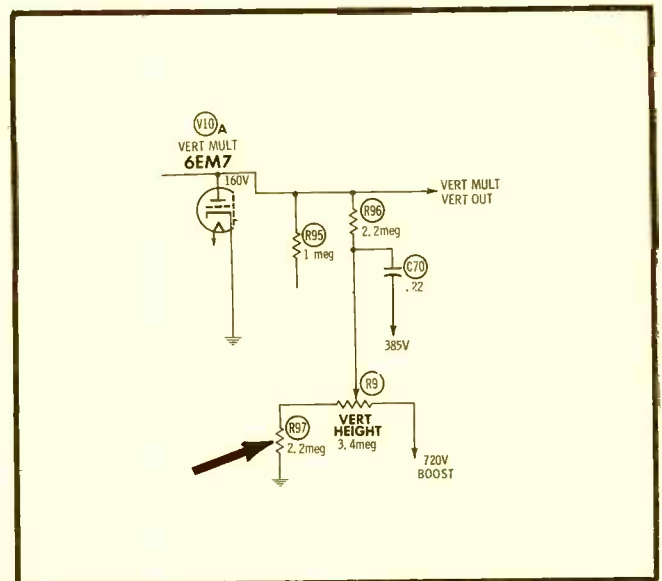 V10 A
VERT MULT
6EM7
160V
VERT MULT
VERT OUT
R96
2.2meg
R95
1 meg
C70
.22
385V
R9
VERT
HEIGHT
3.4meg
R97
2.2meg
720V
BOOST